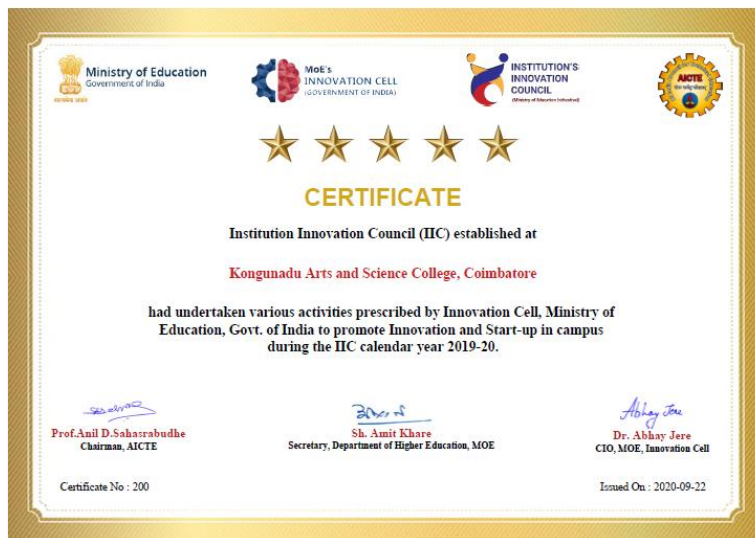 Ministry of Education
Government of India
MoE's
INNOVATION CELL
(GOVERNMENT OF INDIA)
INSTITUTION'S
INNOVATION
COUNCIL
(Ministry of Education Initiative)
AICTE
CERTIFICATE
Institution Innovation Council (IIC) established at
Kongunadu Arts and Science College, Coimbatore
had undertaken various activities prescribed by Innovation Cell, Ministry of
Education, Govt. of India to promote Innovation and Start-up in campus
during the IIC calendar year 2019-20.
Abhay Jere
Prof.Anil D.Sahasrabudhe
Chairman, AICTE
Sh. Amit Khare
Secretary, Department of Higher Education, MOE
Dr. Abhay Jere
CIO, MOE, Innovation Cell
Certificate No : 200
Issued On : 2020-09-22